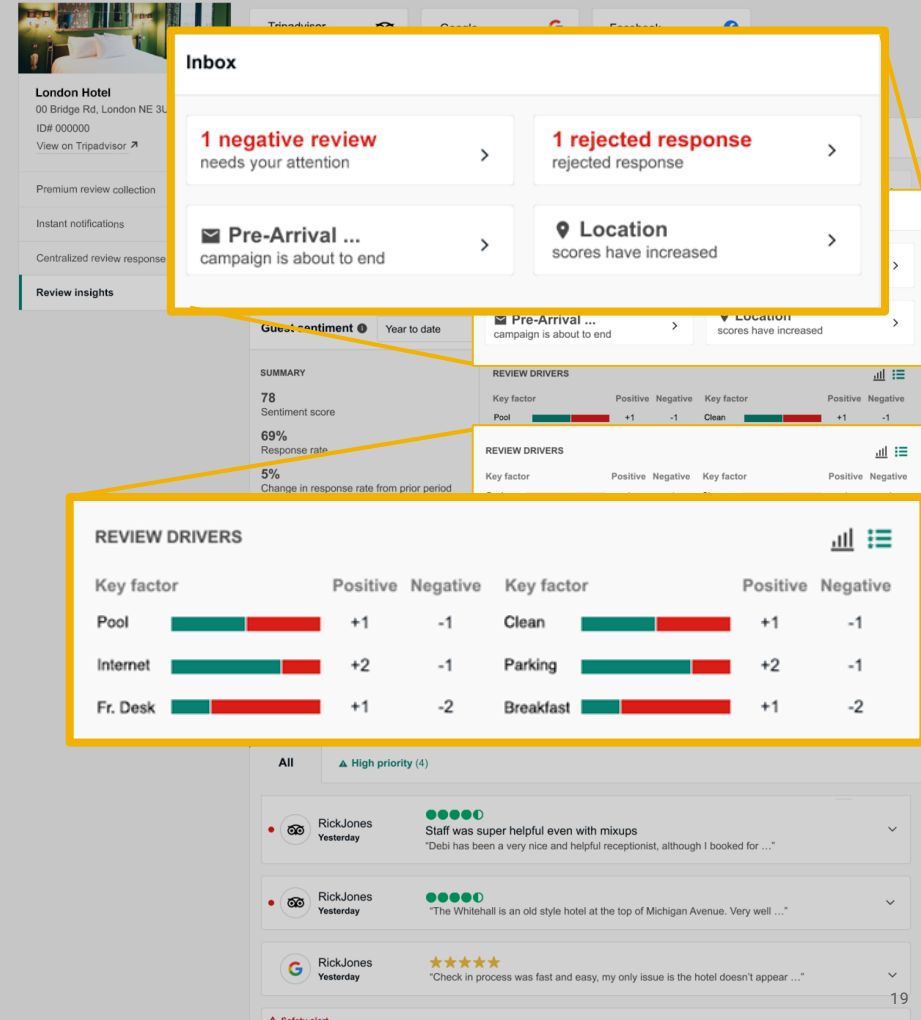 Tripadvisor
Google
Facebook
London Hotel
00 Bridge Rd, London NE 3U
ID# 000000
View on Tripadvisor
Premium review collection
Instant notifications
Centralized review response
Review insights
Inbox
1 negative review
needs your attention
1 rejected response
rejected response
Pre-Arrival ...
campaign is about to end
Location
scores have increased
Guest sentiment Year to date
Pre-Arrival ...
campaign is about to end
Location
scores have increased
SUMMARY
78
Sentiment score
69%
Response rate
5%
Change in response rate from prior period
REVIEW DRIVERS
Key factor Positive Negative Key factor Positive Negative
Pool +1 -1 Clean +1 -1
REVIEW DRIVERS
Key factor Positive Negative Key factor Positive Negative
REVIEW DRIVERS
Key factor Positive Negative Key factor Positive Negative
Pool +1 -1 Clean +1 -1
Internet +2 -1 Parking +2 -1
Fr. Desk +1 -2 Breakfast +1 -2
All High priority (4)
RickJones
Yesterday
Staff was super helpful even with mixups
“Debi has been a very nice and helpful receptionist, although I booked for ...”
RickJones
Yesterday
“The Whitehall is an old style hotel at the top of Michigan Avenue. Very well ...”
RickJones
Yesterday
“Check in process was fast and easy, my only issue is the hotel doesn’t appear ...”
19
Safety alert